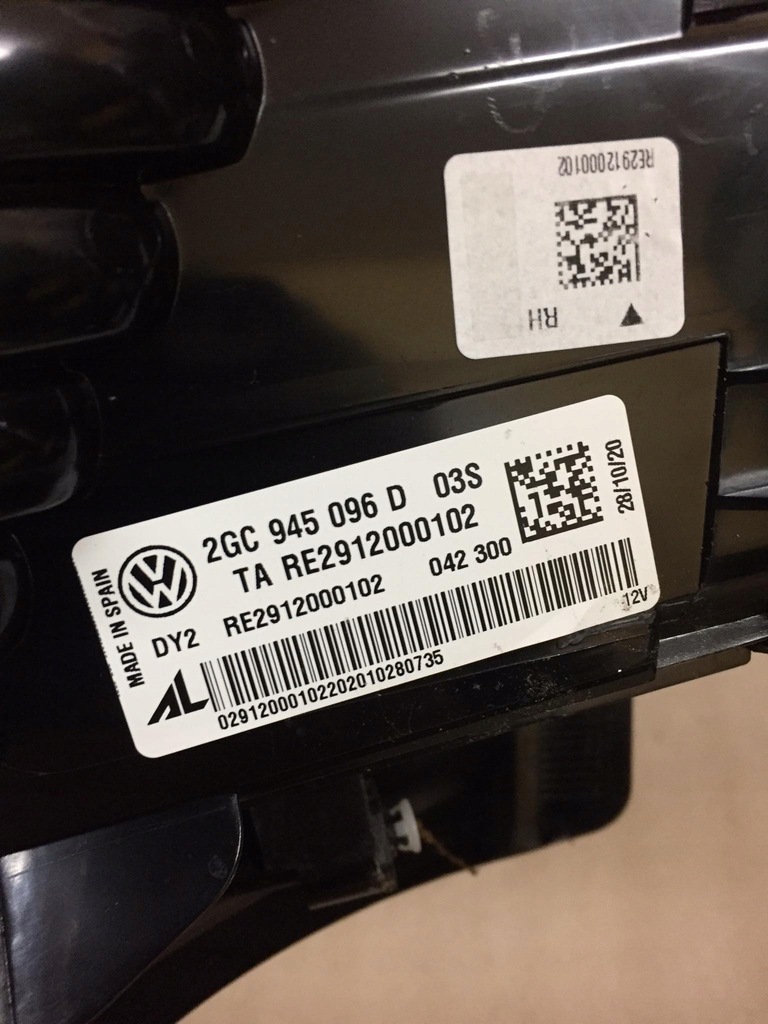 RE2912000102
RH
2GC 945 096 D 03S
28/10/20
TA RE2912000102
MADE IN SPAIN
DY2 RE2912000102 042 300
12V
AL
02912000102202010280735